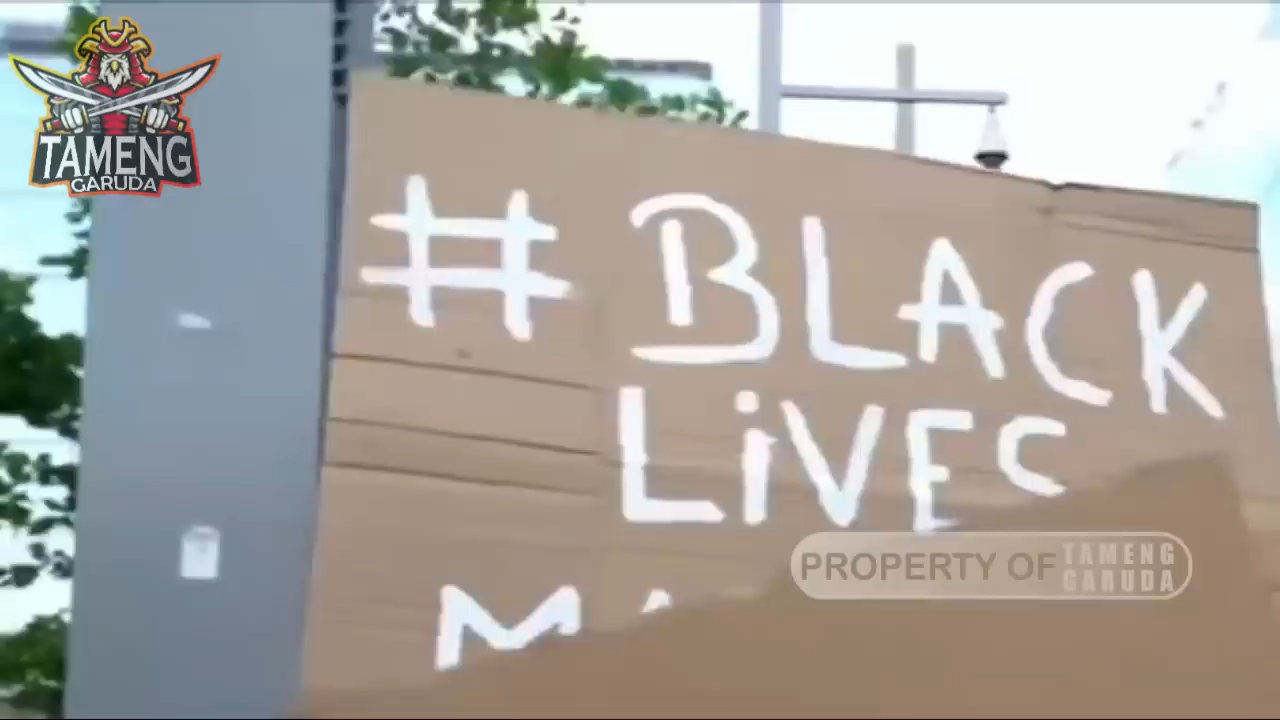 TAMENG
GARUDA
# BLACK
LiVES
PROPERTY OF TAMENG GARUDA